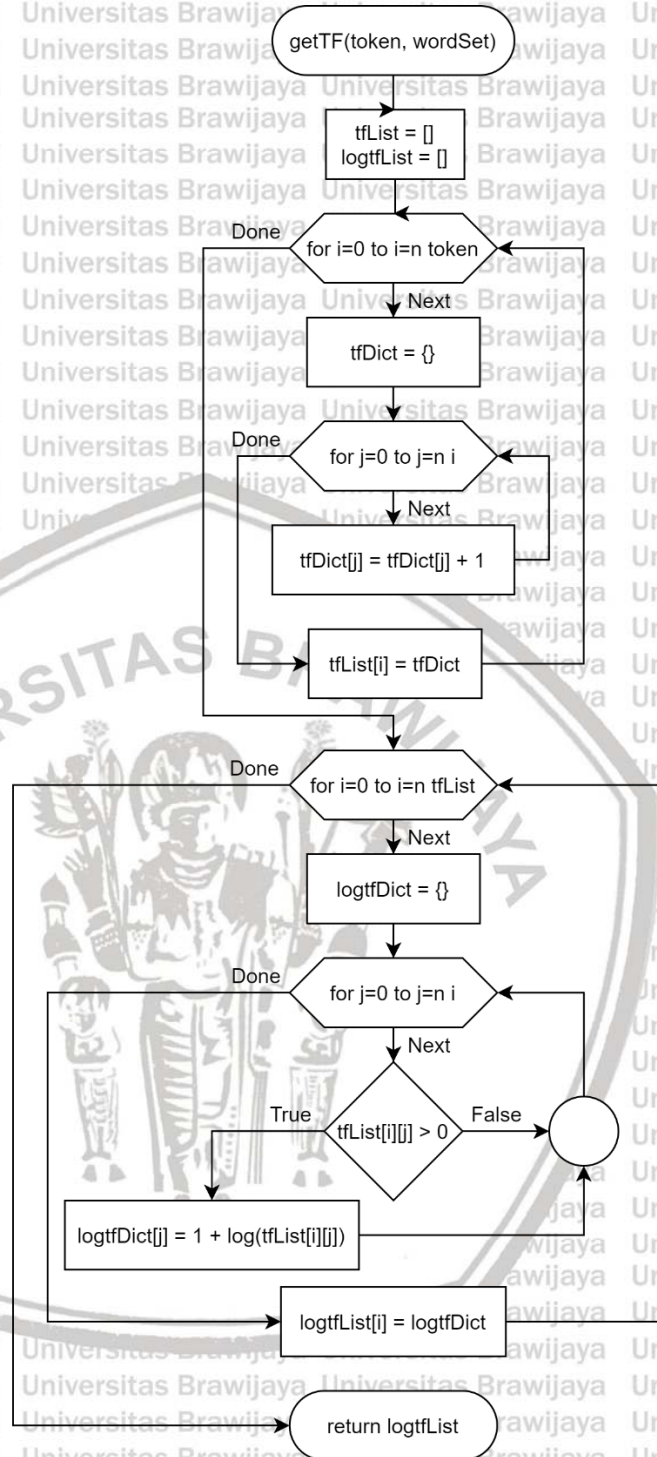 getTF(token, wordSet)
tfList = []
logtfList = []
Done
for i=0 to i=n token
Next
tfDict = {}
Done
for j=0 to j=n i
Next
tfDict[j] = tfDict[j] + 1
tfList[i] = tfDict
Done
for i=0 to i=n tfList
Next
logtfDict = {}
Done
for j=0 to j=n i
Next
True
tfList[i][j] > 0
False
logtfDict[j] = 1 + log(tfList[i][j])
logtfList[i] = logtfDict
return logtfList
Universitas Brawijaya